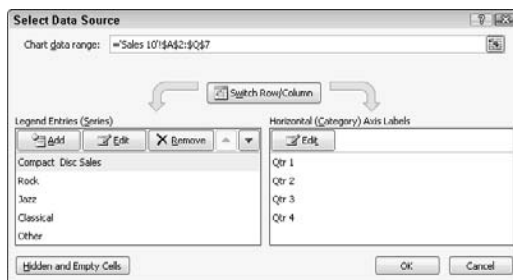 Select Data Source
Chart data range: ='Sales 10'!$A$2:$Q$7
Switch Row/Column
Legend Entries (Series)
Horizontal (Category) Axis Labels
Add Edit Remove
Edit
Compact Disc Sales
Rock
Jazz
Classical
Other
Qtr 1
Qtr 2
Qtr 3
Qtr 4
Hidden and Empty Cells
OK Cancel